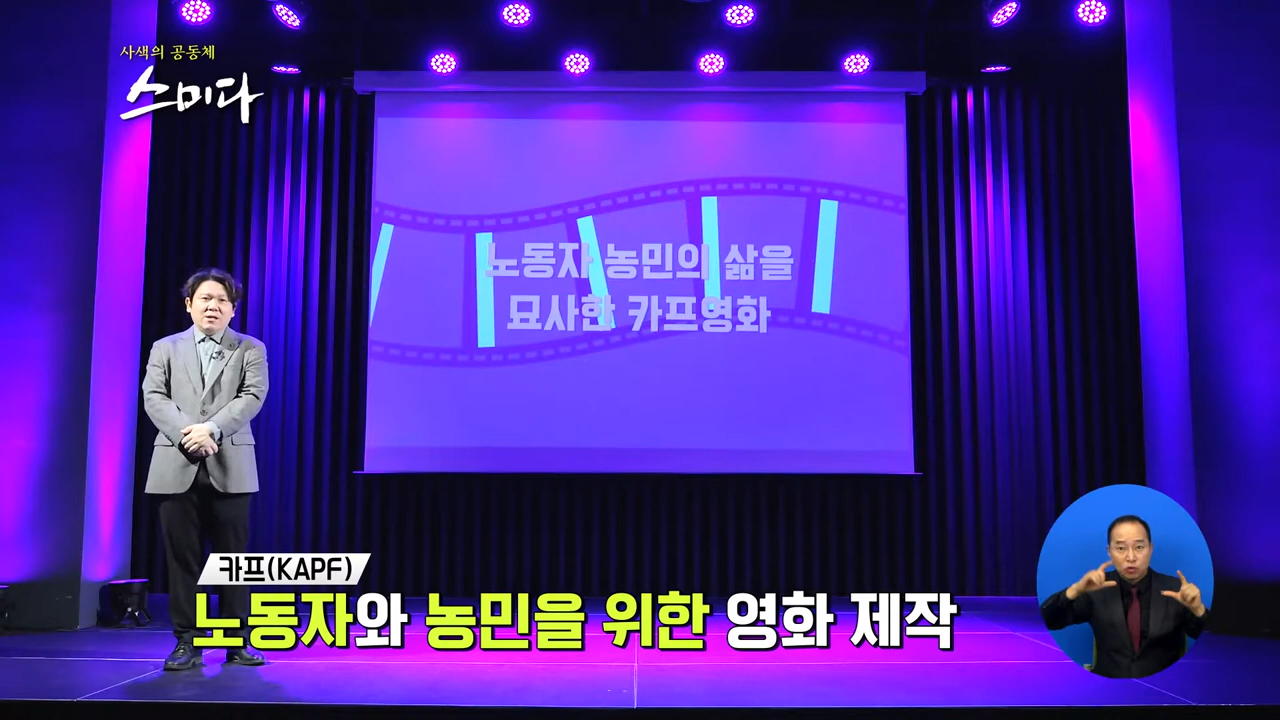 사색의 공동체
스미다
노동자 농민의 삶을
묘사한 카프영화
카프(KAPF)
노동자와 농민을 위한 영화 제작